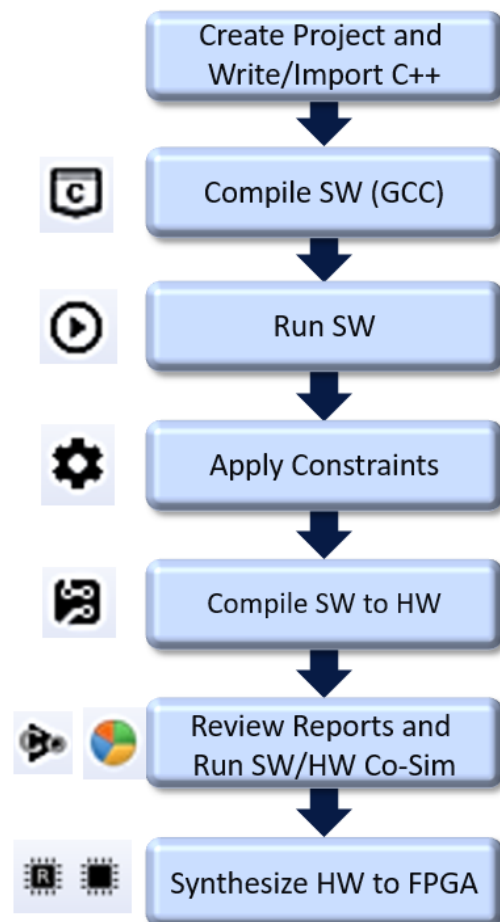 Create Project and
Write/Import C++
C
Compile SW (GCC)
Run SW
Apply Constraints
Compile SW to HW
Review Reports and
Run SW/HW Co-Sim
R
Synthesize HW to FPGA